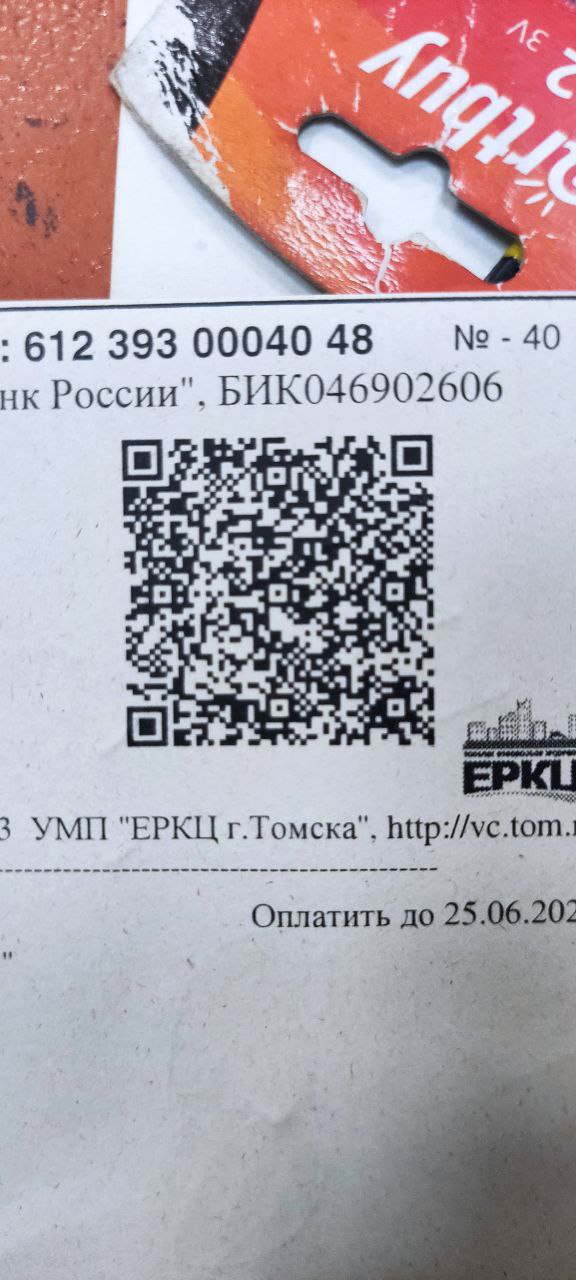 2 3V
artbuy
: 612 393 00040 48 № - 40
нк России", БИК046902606
ЕРКЦ
3 УМП "ЕРКЦ г.Томска", http://vc.tom.
Оплатить до 25.06.202
"